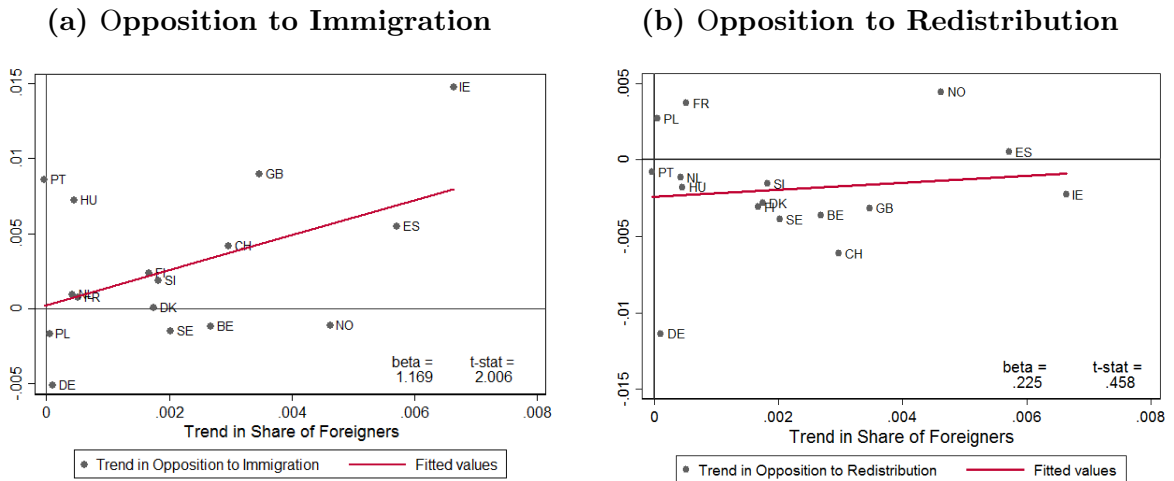 (a) Opposition to Immigration
.015
.01
.005
0
-.005
IE
PT
HU
GB
ES
CH
FI
SI
NL
FR
DK
PL
SE
BE
NO
DE
beta =
1.169
t-stat =
2.006
0
.002
.004
.006
.008
Trend in Share of Foreigners
Trend in Opposition to Immigration
Fitted values
(b) Opposition to Redistribution
.005
0
-.005
-.01
-.015
NO
FR
PL
ES
PT
NL
HU
SI
IE
FI
DK
SE
BE
GB
CH
DE
beta =
.225
t-stat =
.458
0
.002
.004
.006
.008
Trend in Share of Foreigners
Trend in Opposition to Redistribution
Fitted values